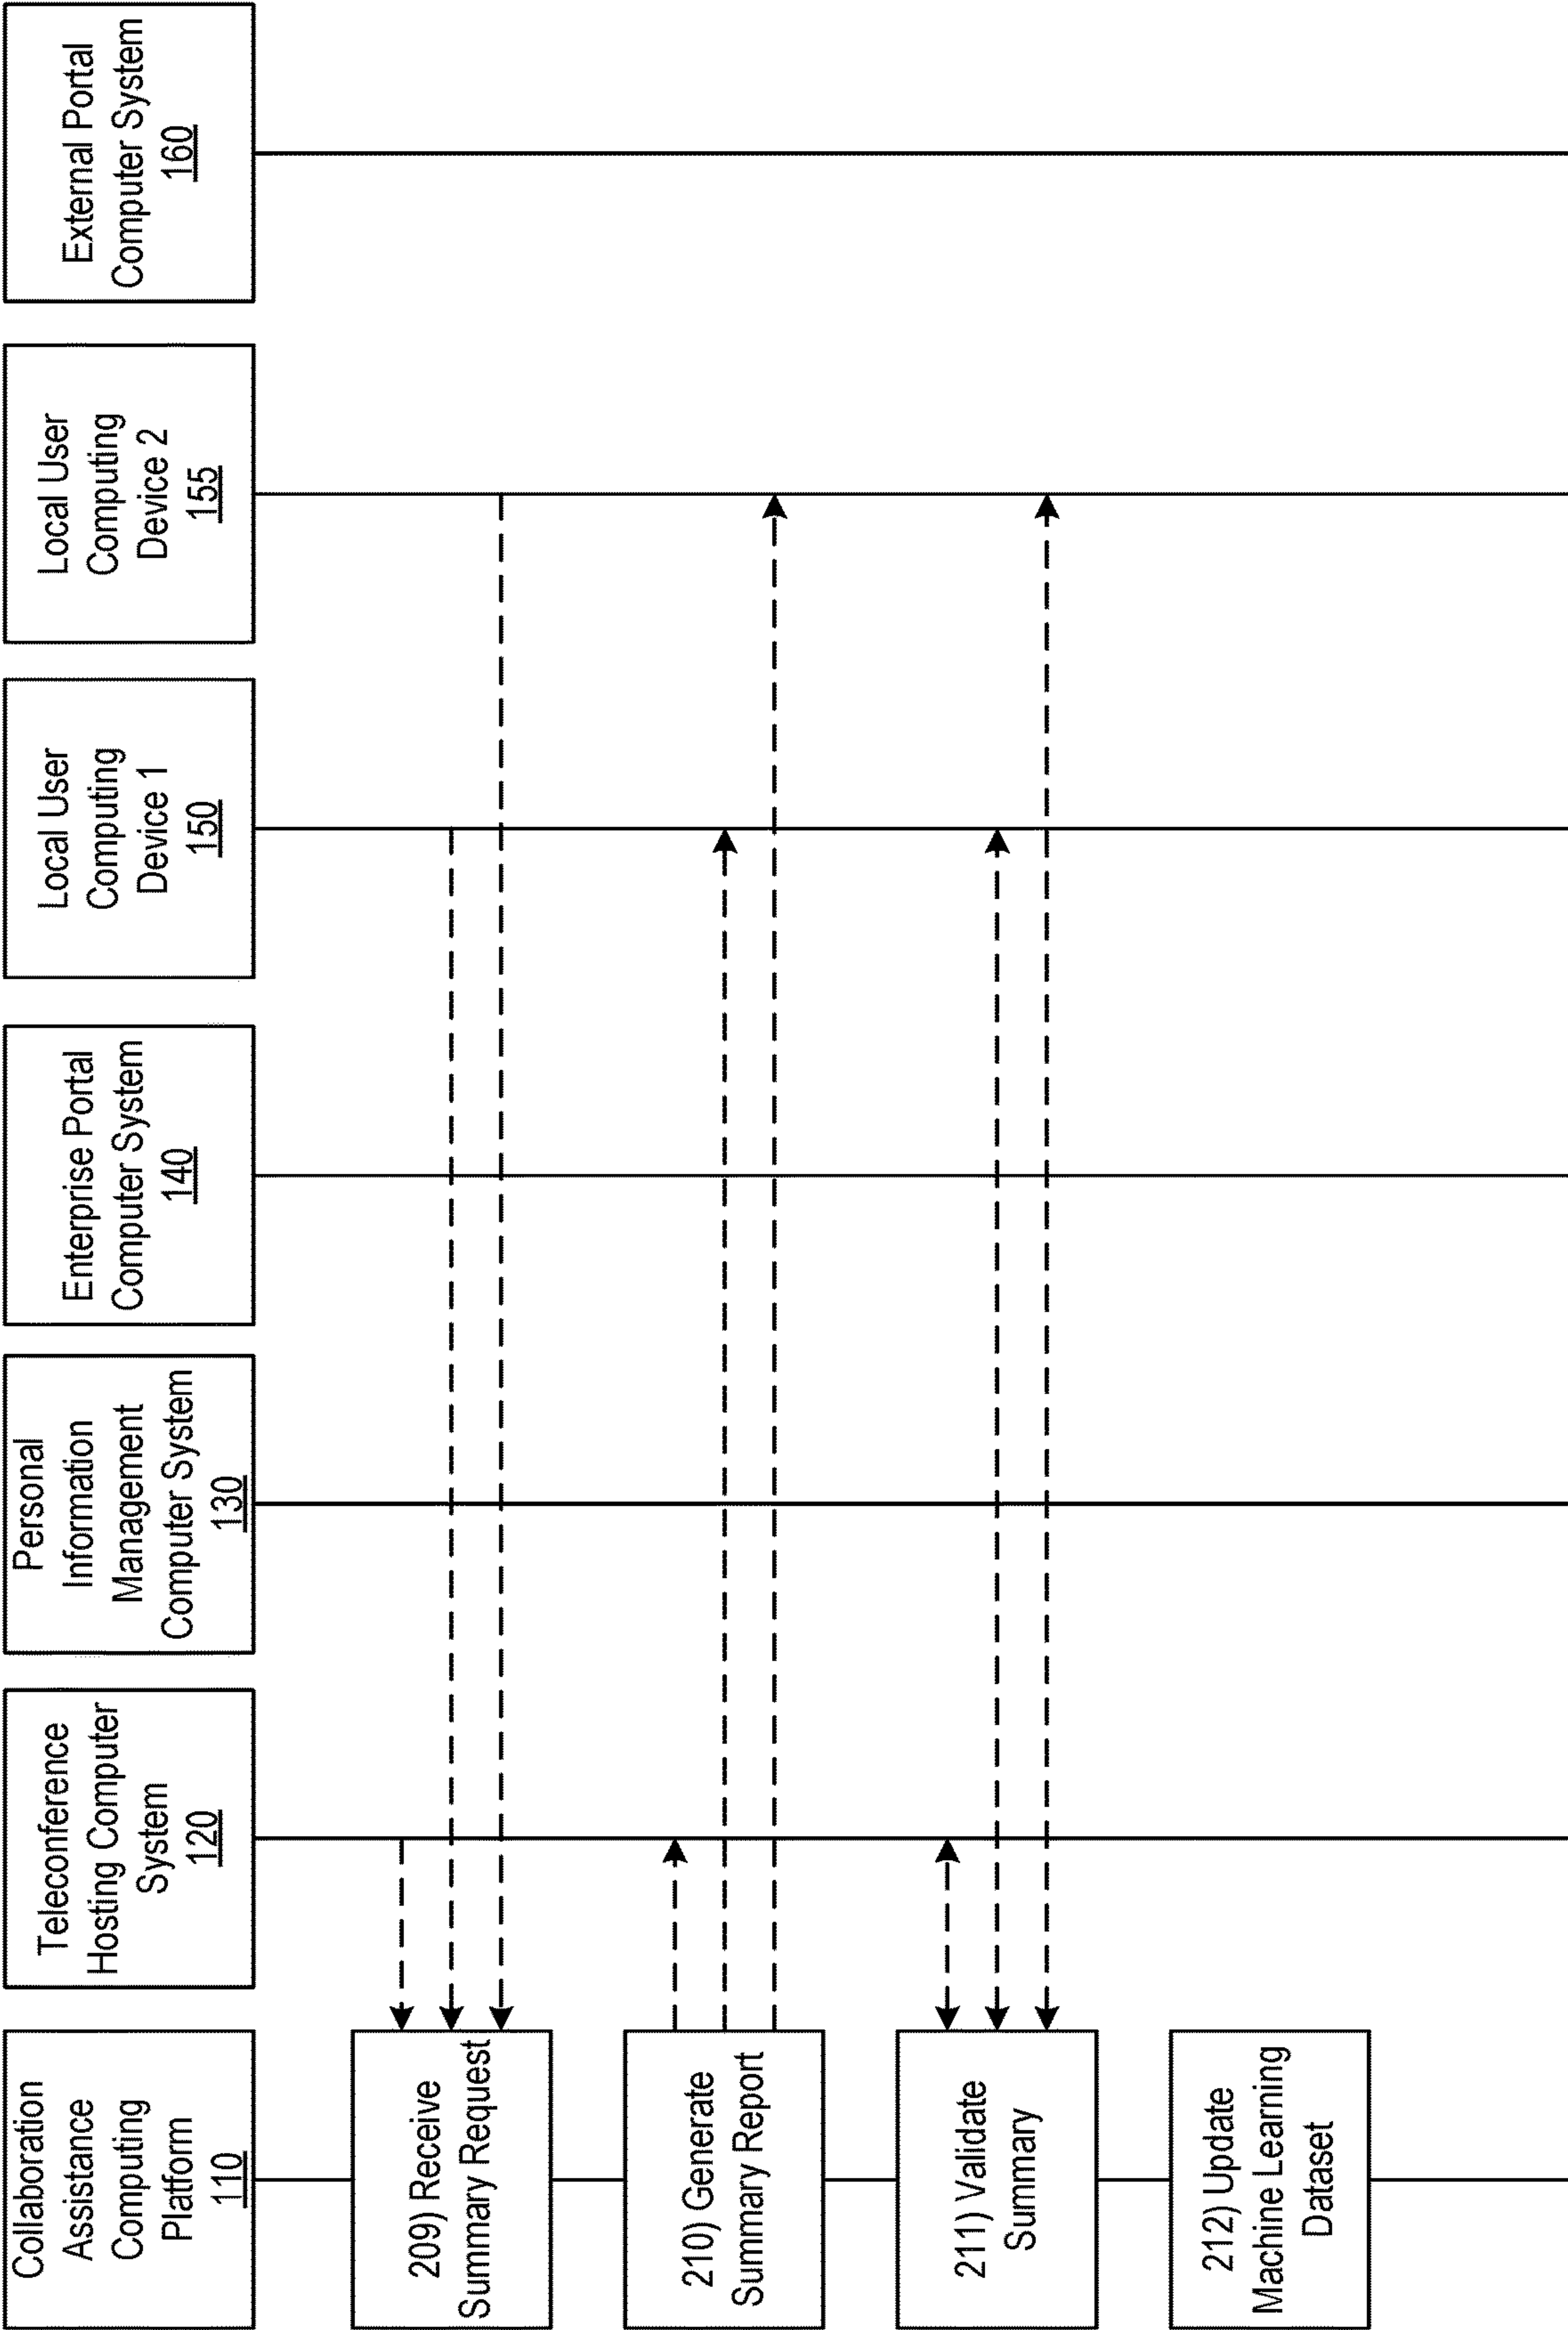 Collaboration
Assistance
Computing
Platform
110
Teleconference
Hosting Computer
System
120
Personal
Information
Management
Computer System
130
Enterprise Portal
Computer System
140
Local User
Computing
Device 1
150
Local User
Computing
Device 2
155
External Portal
Computer System
160
209) Receive
Summary Request
210) Generate
Summary Report
211) Validate
Summary
212) Update
Machine Learning
Dataset